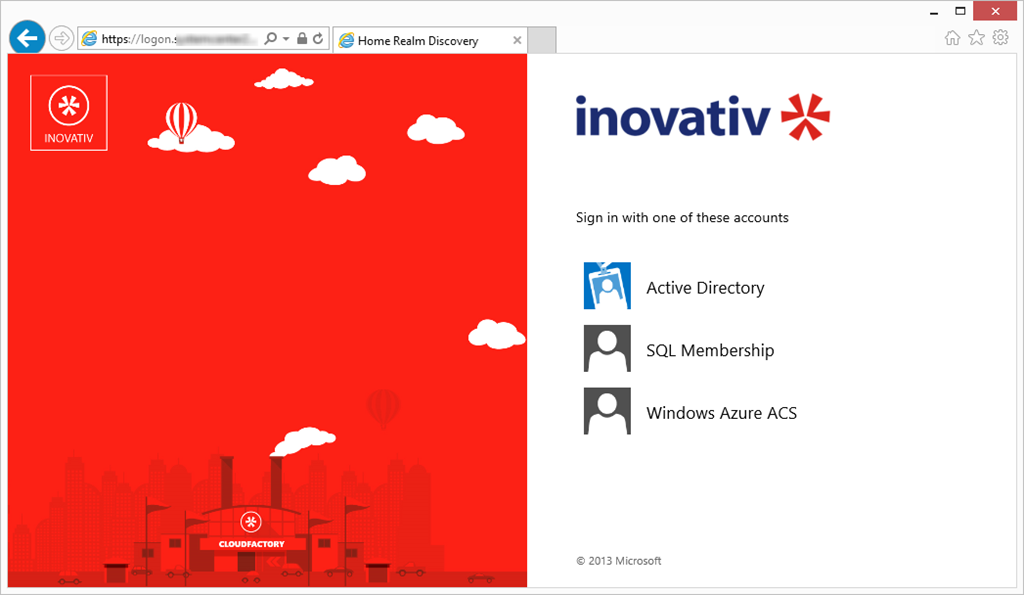 https://logon.s
Home Realm Discovery
INOVATIV
inovativ
Sign in with one of these accounts
Active Directory
SQL Membership
Windows Azure ACS
CLOUDFACTORY
© 2013 Microsoft